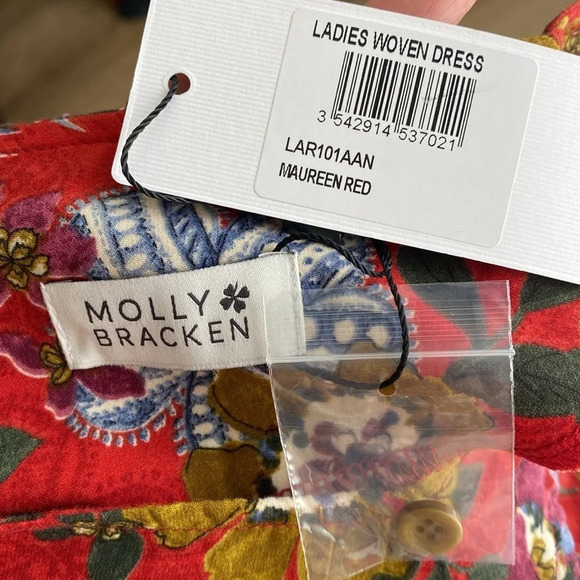 LADIES WOVEN DRESS
3 542914 537021
LAR101AAN
MAUREEN RED
MOLLY
BRACKEN